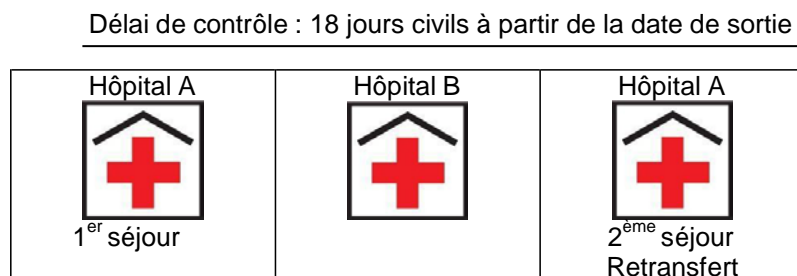 Délai de contrôle : 18 jours civils à partir de la date de sortie
Hôpital A
Hôpital B
Hôpital A
1er séjour
2ème séjour
Retransfert